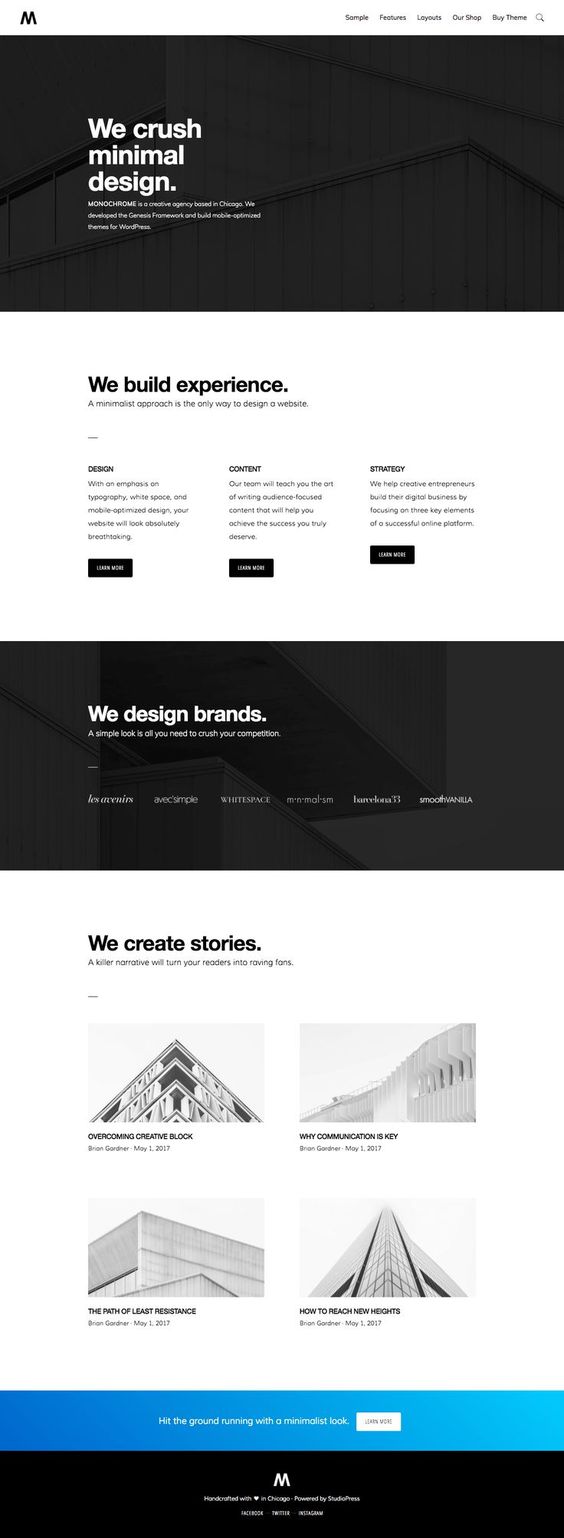 M
Sample Features Layouts Our Shop Buy Theme
We crush
minimal
design.
MONOCHROME is a creative agency based in Chicago. We
developed the Genesis Framework and build mobile-optimized
themes for WordPress.
We build experience.
A minimalist approach is the only way to design a website.
DESIGN
With an emphasis on
typography, white space, and
mobile-optimized design, your
website will look absolutely
breathtaking.
LEARN MORE
CONTENT
Our team will teach you the art
of writing audience-focused
content that will help you
achieve the success you truly
deserve.
LEARN MORE
STRATEGY
We help creative entrepreneurs
build their digital business by
focusing on three key elements
of a successful online platform.
LEARN MORE
We design brands.
A simple look is all you need to crush your competition.
les avenirs avec'simple WHITESPACE m·n·mal·sm barcelona'33 smoothVANILLA
We create stories.
A killer narrative will turn your readers into raving fans.
OVERCOMING CREATIVE BLOCK
Brian Gardner · May 1, 2017
WHY COMMUNICATION IS KEY
Brian Gardner · May 1, 2017
THE PATH OF LEAST RESISTANCE
Brian Gardner · May 1, 2017
HOW TO REACH NEW HEIGHTS
Brian Gardner · May 1, 2017
Hit the ground running with a minimalist look. LEARN MORE
M
Handcrafted with ♥ in Chicago · Powered by StudioPress
FACEBOOK · TWITTER · INSTAGRAM